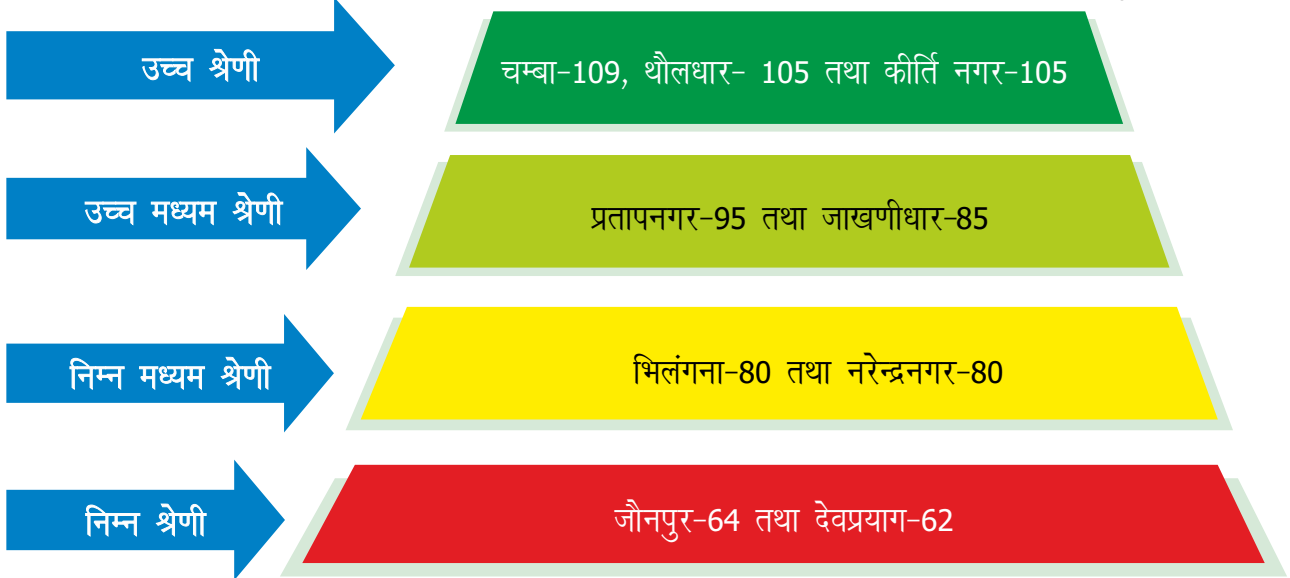 उच्च श्रेणी
चम्बा-109, थौलधार- 105 तथा कीर्ति नगर-105
उच्च मध्यम श्रेणी
प्रतापनगर-95 तथा जाखणीधार-85
निम्न मध्यम श्रेणी
भिलंगना-80 तथा नरेन्द्रनगर-80
निम्न श्रेणी
जौनपुर-64 तथा देवप्रयाग-62